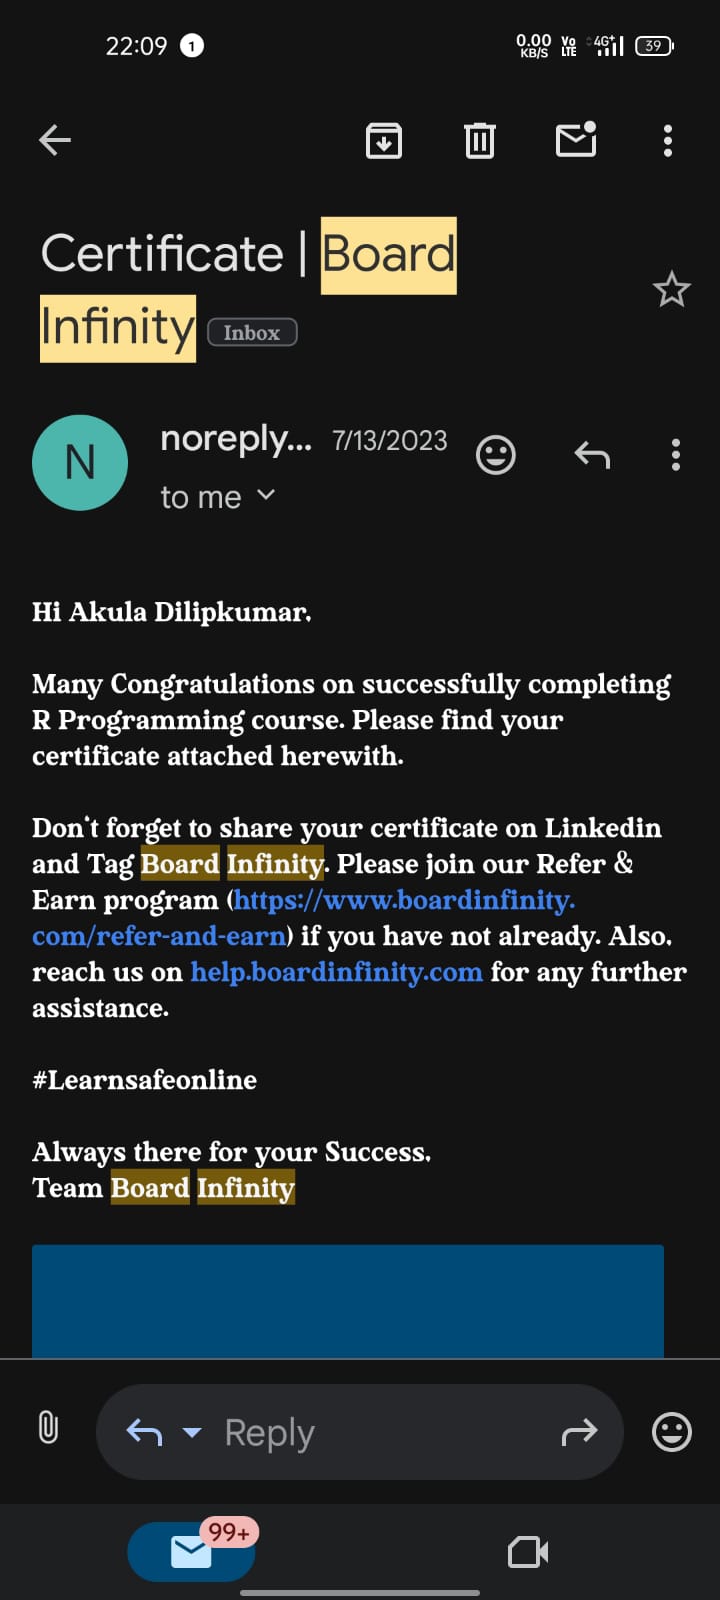 22:09 1 0.00 KB/S Vo LTE 4G+ 39
Certificate | Board
Infinity Inbox
N
noreply... 7/13/2023
to me
Hi Akula Dilipkumar,
Many Congratulations on successfully completing
R Programming course. Please find your
certificate attached herewith.
Don't forget to share your certificate on Linkedin
and Tag Board Infinity. Please join our Refer &
Earn program (https://www.boardinfinity.
com/refer-and-earn) if you have not already. Also,
reach us on help.boardinfinity.com for any further
assistance.
#Learnsafeonline
Always there for your Success,
Team Board Infinity
Reply
99+